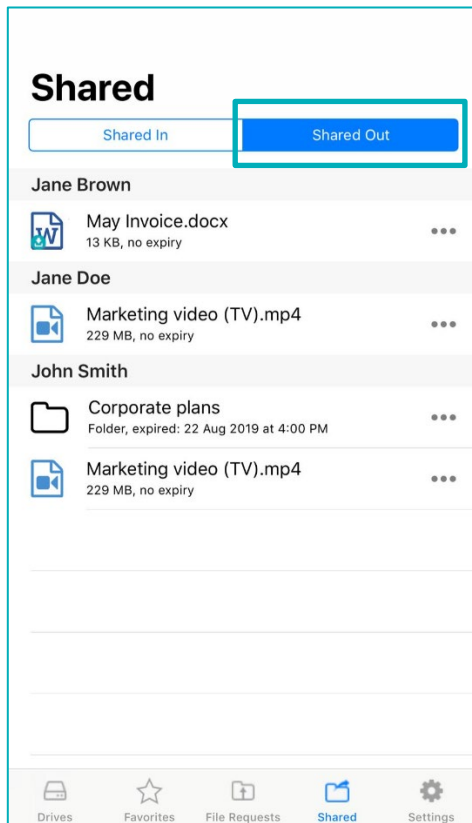 Shared
Shared In Shared Out
Jane Brown
W May Invoice.docx
13 KB, no expiry
Jane Doe
Marketing video (TV).mp4
229 MB, no expiry
John Smith
Corporate plans
Folder, expired: 22 Aug 2019 at 4:00 PM
Marketing video (TV).mp4
229 MB, no expiry
Drives Favorites File Requests Shared Settings